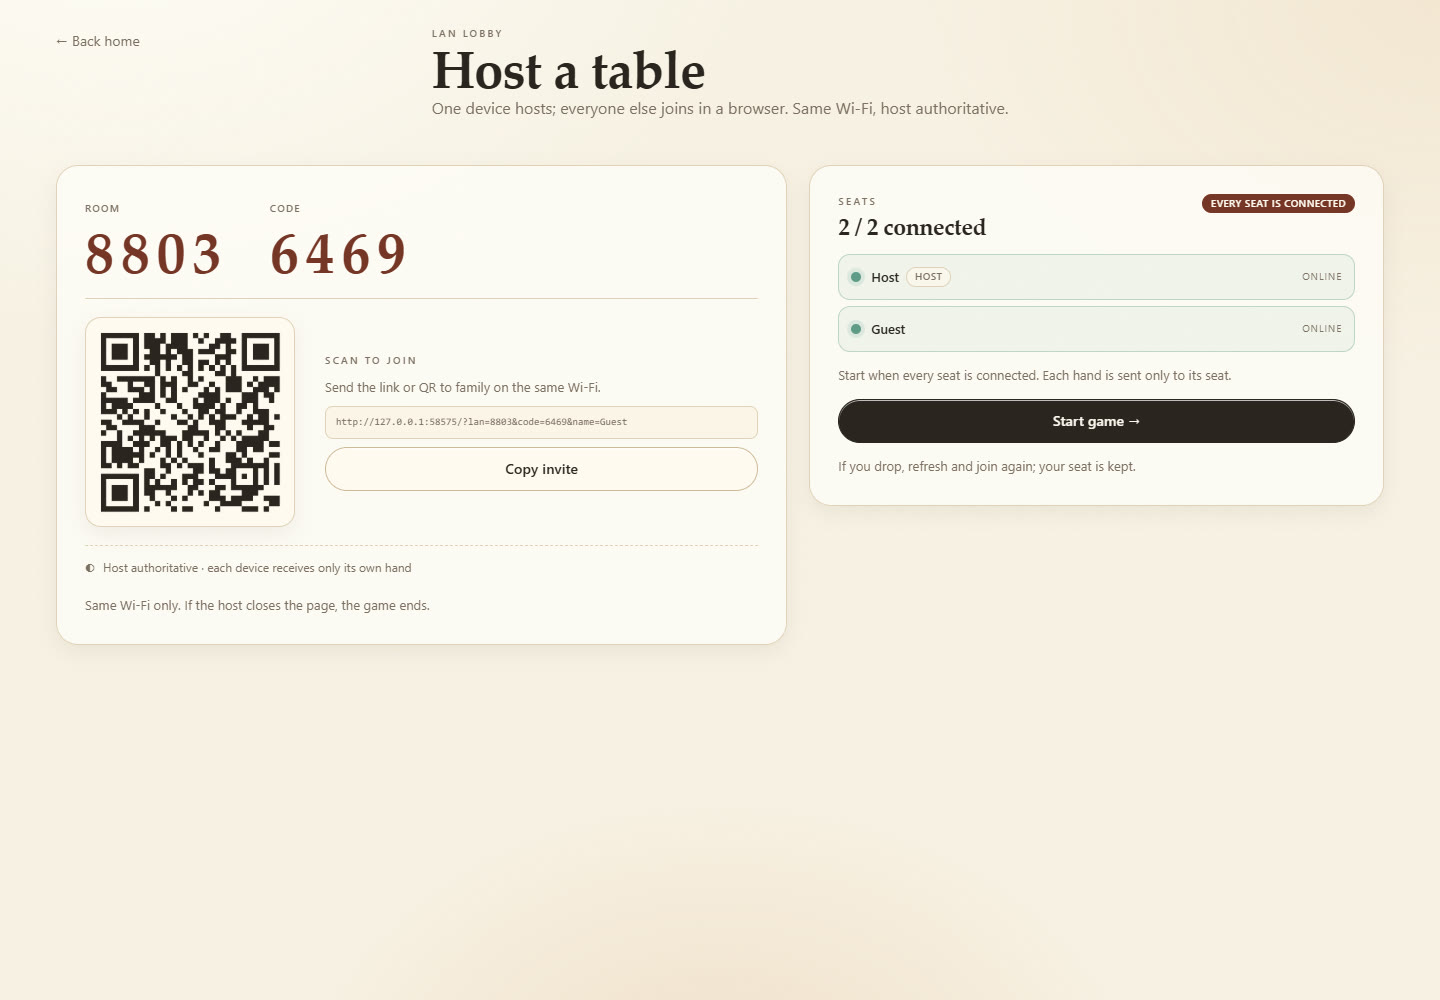 ← Back home
LAN LOBBY
Host a table
One device hosts; everyone else joins in a browser. Same Wi-Fi, host authoritative.
ROOM
8803
CODE
6469
SCAN TO JOIN
Send the link or QR to family on the same Wi-Fi.
http://127.0.0.1:58575/?lan=8803&code=6469&name=Guest
Copy invite
Host authoritative · each device receives only its own hand
Same Wi-Fi only. If the host closes the page, the game ends.
SEATS
EVERY SEAT IS CONNECTED
2 / 2 connected
Host HOST ONLINE
Guest ONLINE
Start when every seat is connected. Each hand is sent only to its seat.
Start game →
If you drop, refresh and join again; your seat is kept.